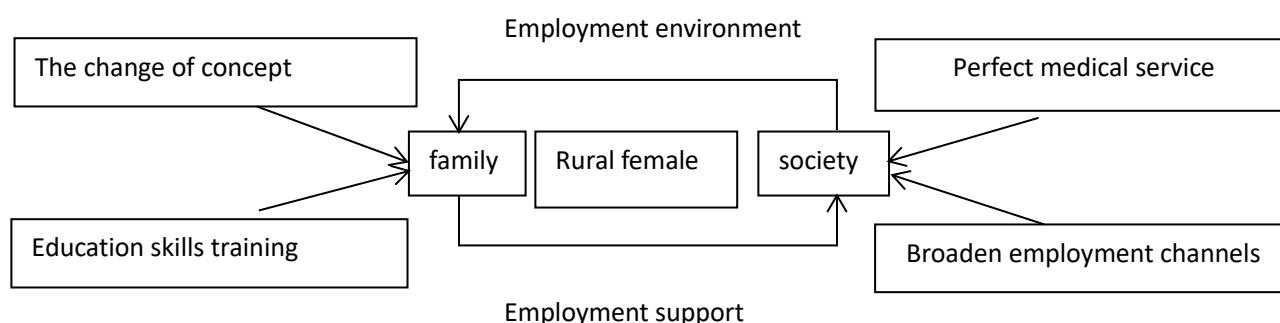 Employment environment
The change of concept
Perfect medical service
family
Rural female
society
Education skills training
Broaden employment channels
Employment support